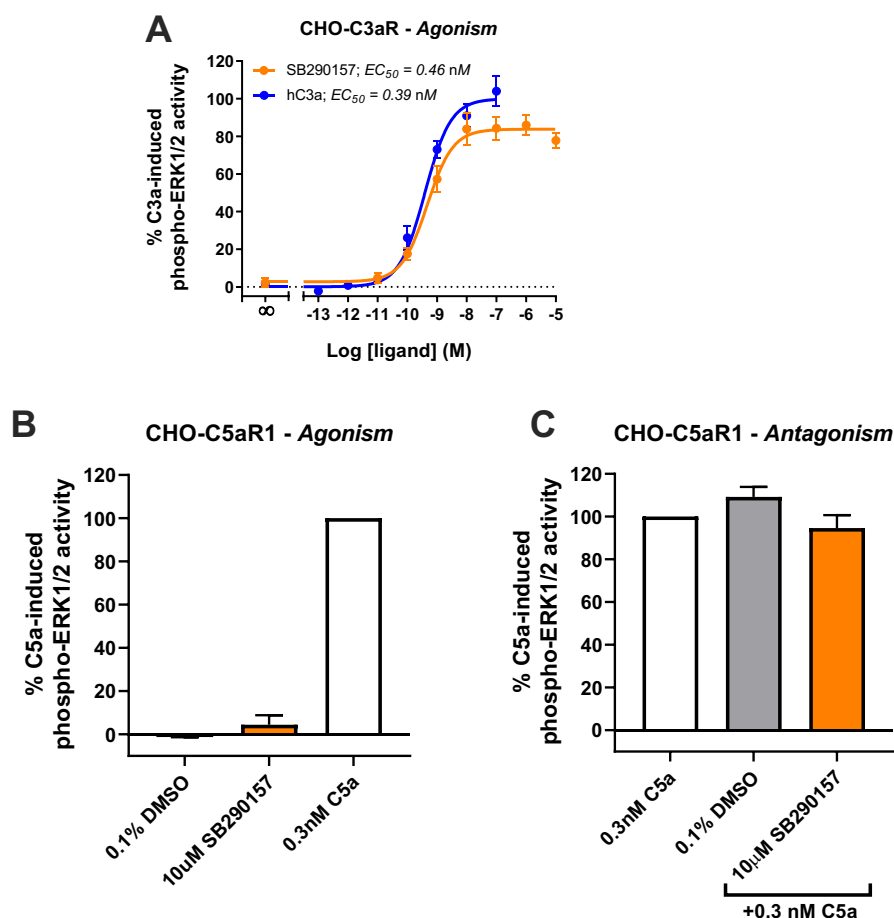 A
CHO-C3aR - Agonism
SB290157; EC50 = 0.46 nM
hC3a; EC50 = 0.39 nM
% C3a-induced
phospho-ERK1/2 activity
120
100
80
60
40
20
0
∞ -13 -12 -11 -10 -9 -8 -7 -6 -5
Log [ligand] (M)
B
CHO-C5aR1 - Agonism
% C5a-induced
phospho-ERK1/2 activity
120
100
80
60
40
20
0
0.1% DMSO
10uM SB290157
0.3nM C5a
C
CHO-C5aR1 - Antagonism
% C5a-induced
phospho-ERK1/2 activity
120
100
80
60
40
20
0
0.3nM C5a
0.1% DMSO
10μM SB290157
+0.3 nM C5a